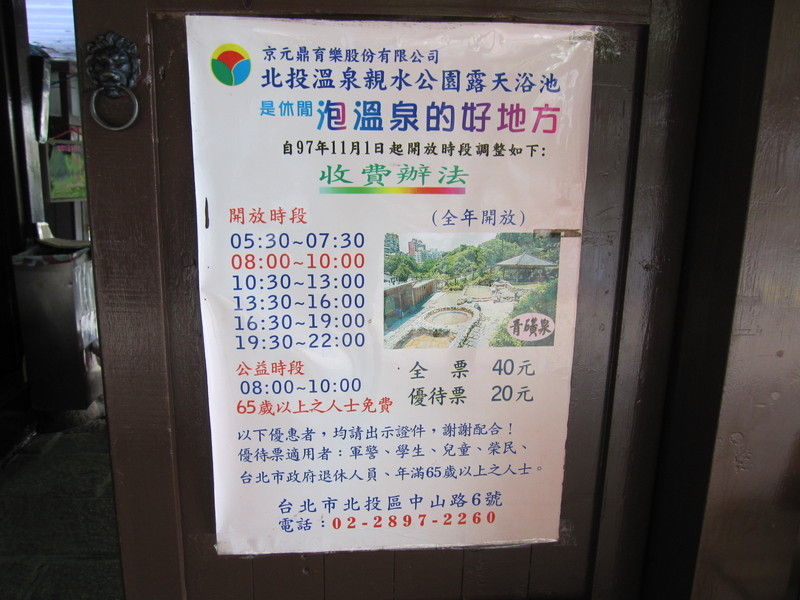 京元鼎育樂股份有限公司
北投溫泉親水公園露天浴池
是休閒 泡溫泉的好地方
自97年11月1日起開放時段調整如下:
收費辦法
開放時段 (全年開放)
05:30~07:30
08:00~10:00
10:30~13:00
13:30~16:00
16:30~19:00
19:30~22:00
青磺泉
公益時段
08:00~10:00
65歲以上之人士免費
全 票 40元
優待票 20元
以下優惠者，均請出示證件，謝謝配合！
優待票適用者：軍警、學生、兒童、榮民、
台北市政府退休人員、年滿65歲以上之人士。
台北市北投區中山路6號
電話：02-2897-2260